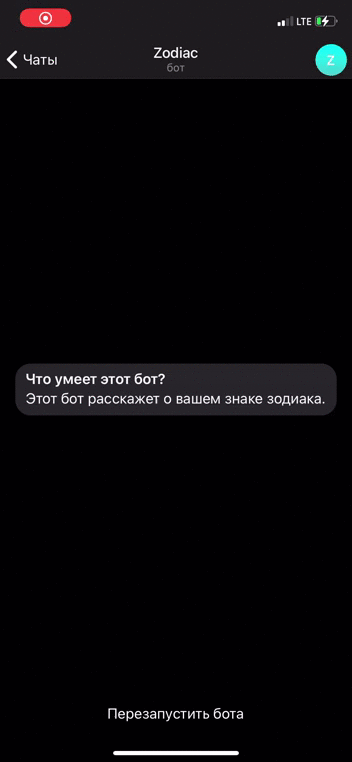 LTE
Чаты
Zodiac
бот
Z
Что умеет этот бот?
Этот бот расскажет о вашем знаке зодиака.
Перезапустить бота